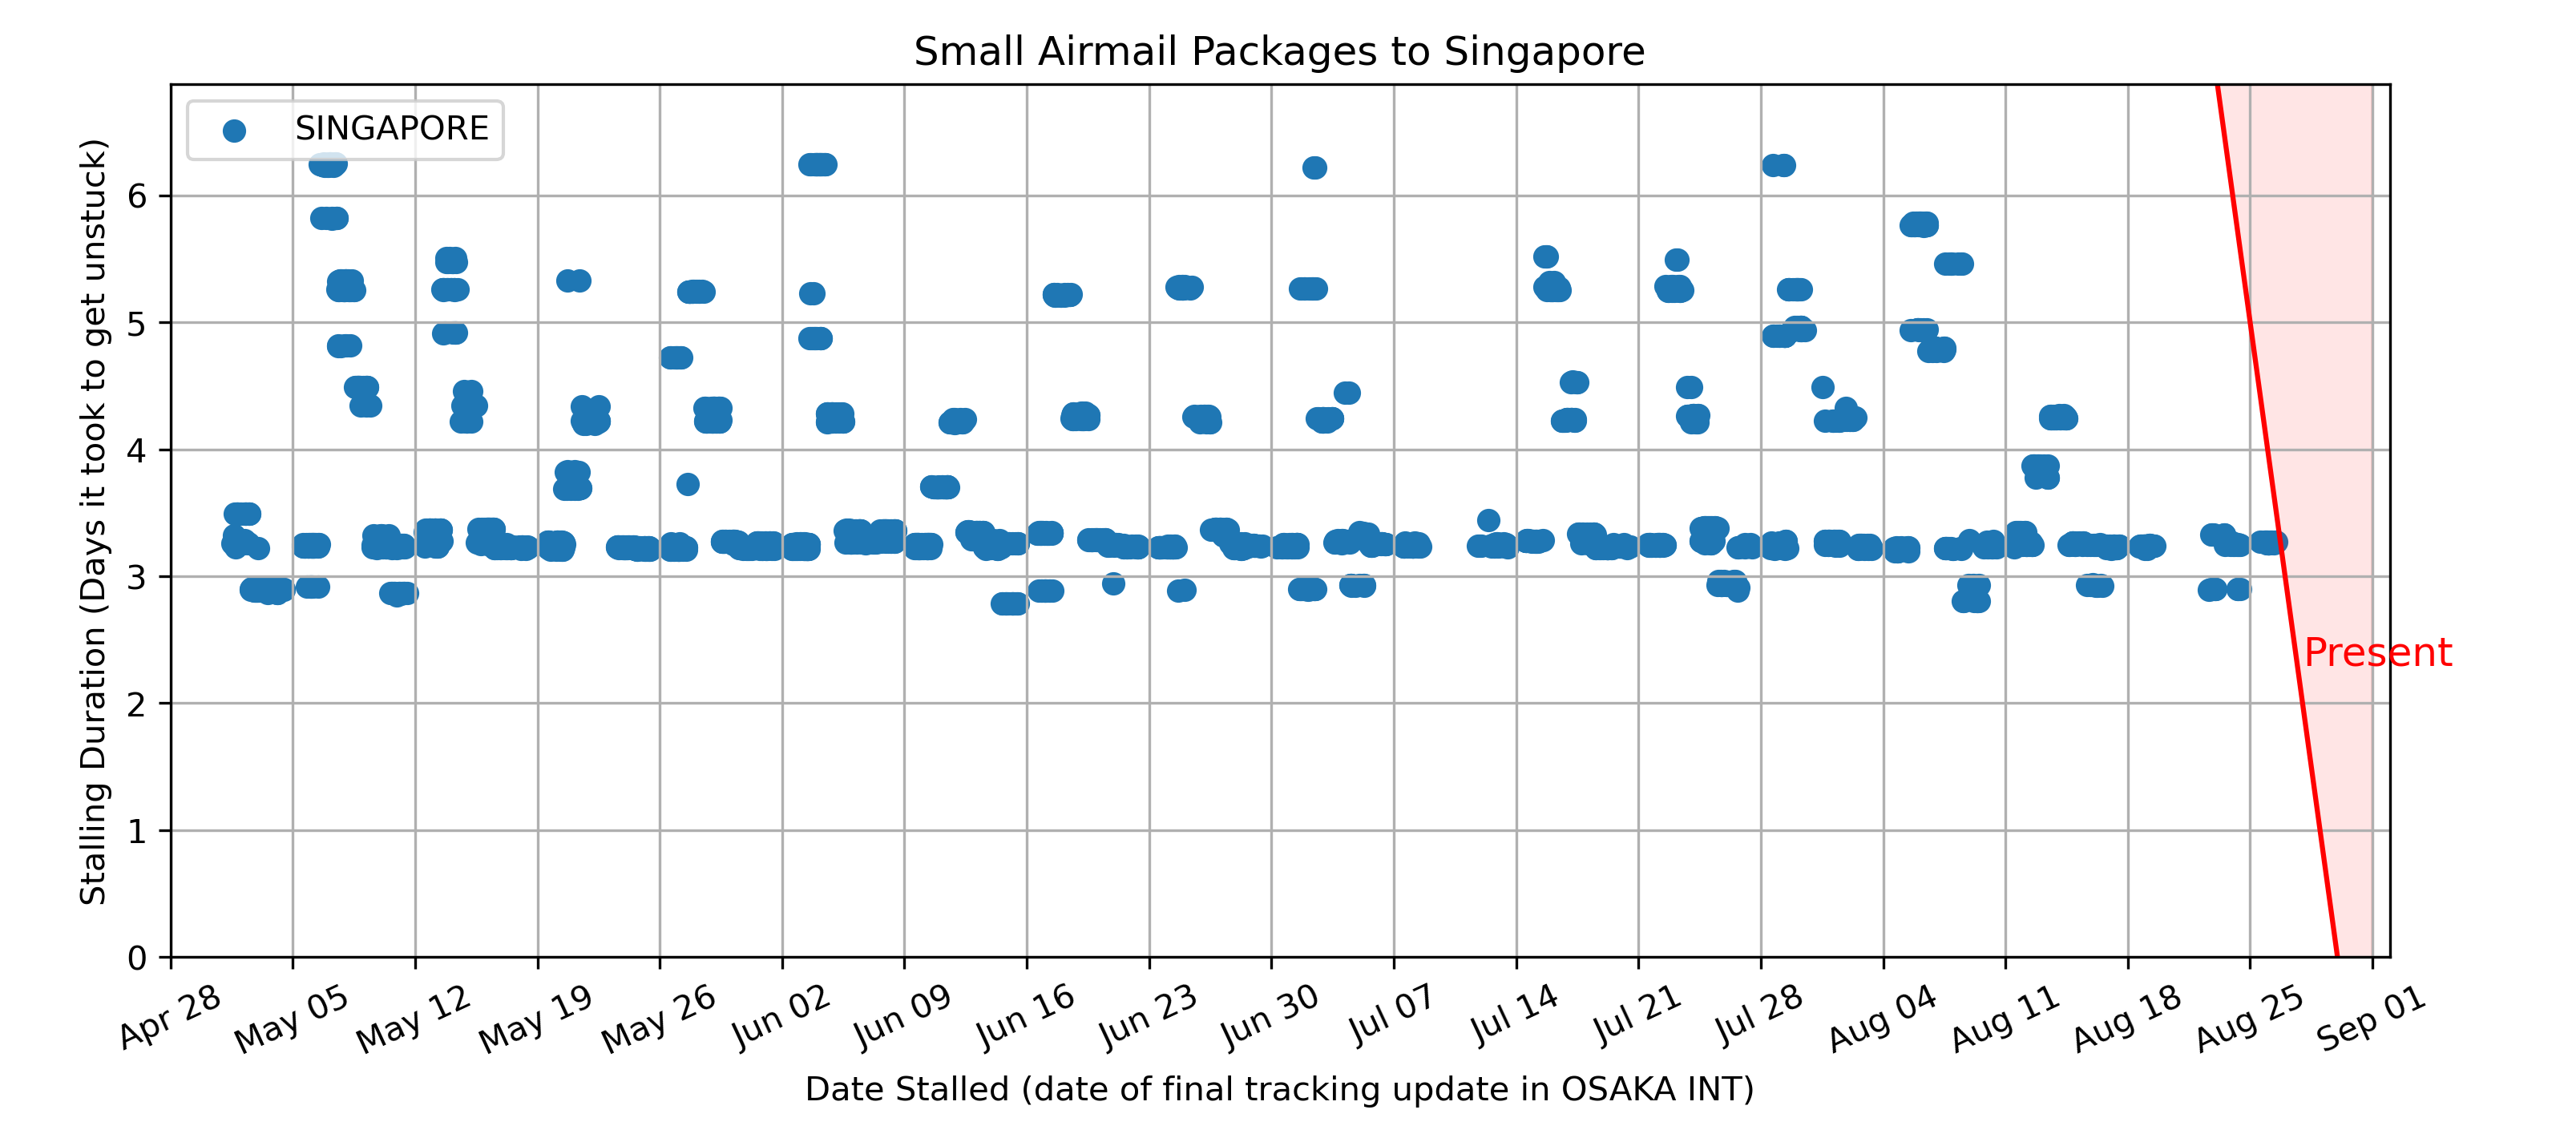 Small Airmail Packages to Singapore
SINGAPORE
Stalling Duration (Days it took to get unstuck)
6
5
4
3
2
1
0
Present
Apr 28
May 05
May 12
May 19
May 26
Jun 02
Jun 09
Jun 16
Jun 23
Jun 30
Jul 07
Jul 14
Jul 21
Jul 28
Aug 04
Aug 11
Aug 18
Aug 25
Sep 01
Date Stalled (date of final tracking update in OSAKA INT)